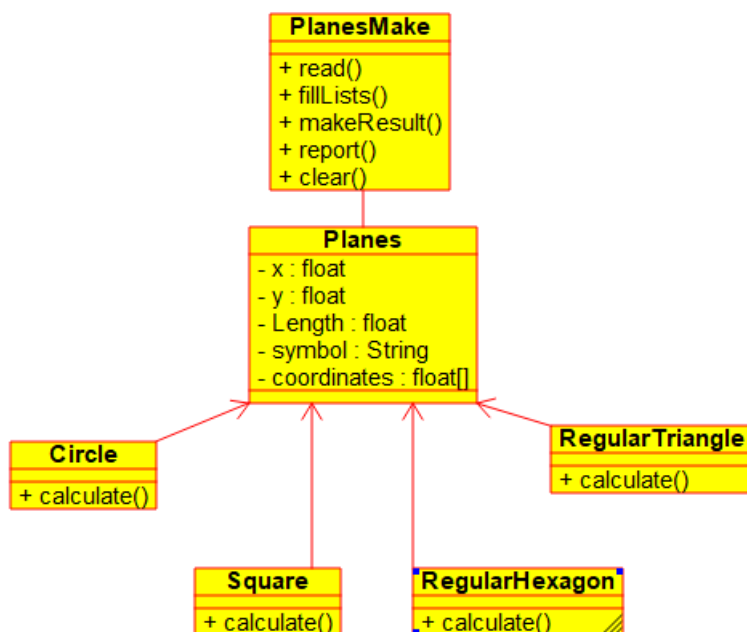 PlanesMake
+ read()
+ fillLists()
+ makeResult()
+ report()
+ clear()
Planes
- x : float
- y : float
- Length : float
- symbol : String
- coordinates : float[]
Circle
+ calculate()
RegularTriangle
+ calculate()
Square
+ calculate()
RegularHexagon
+ calculate()